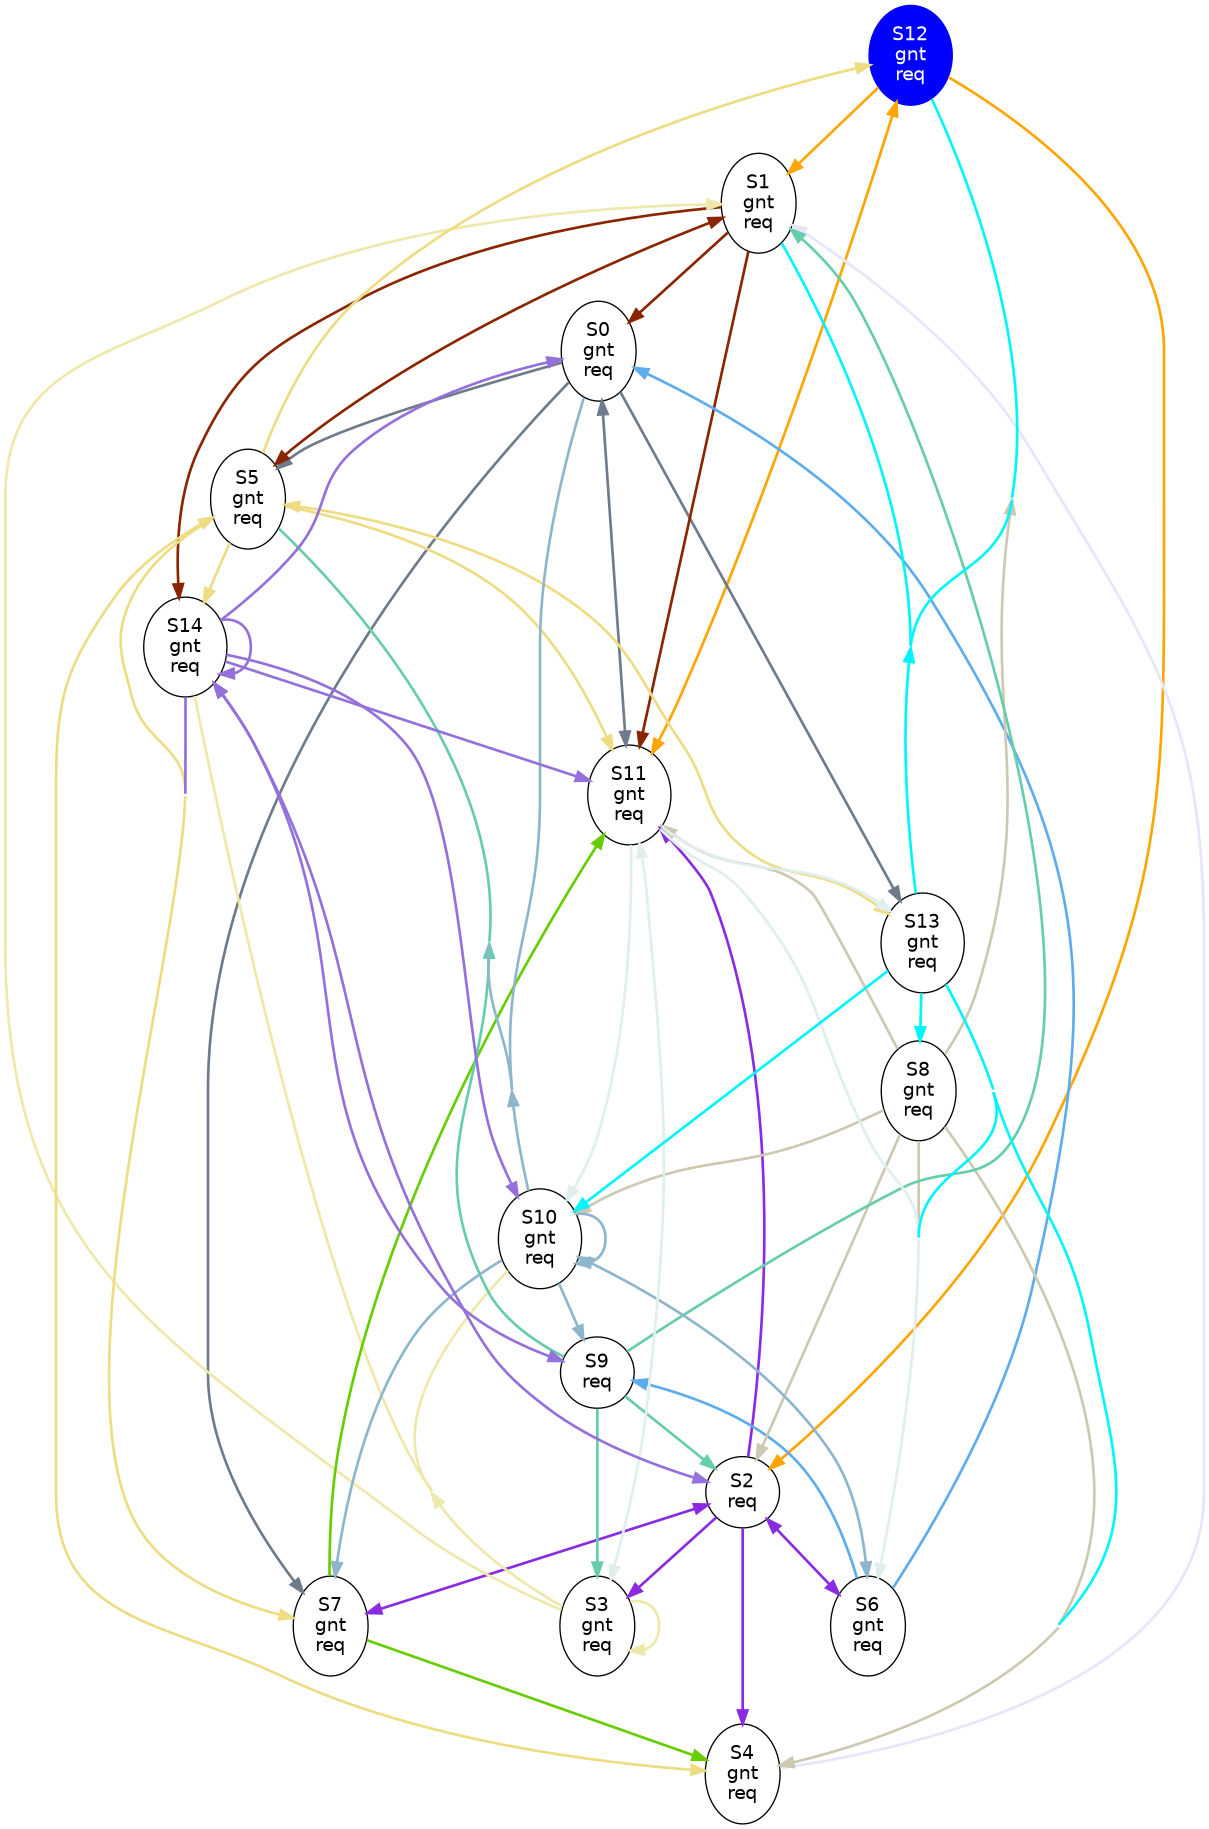 S12
gnt
req
S1
gnt
req
S0
gnt
req
S5
gnt
req
S14
gnt
req
S11
gnt
req
S13
gnt
req
S8
gnt
req
S10
gnt
req
S9
req
S2
req
S7
gnt
req
S3
gnt
req
S6
gnt
req
S4
gnt
req